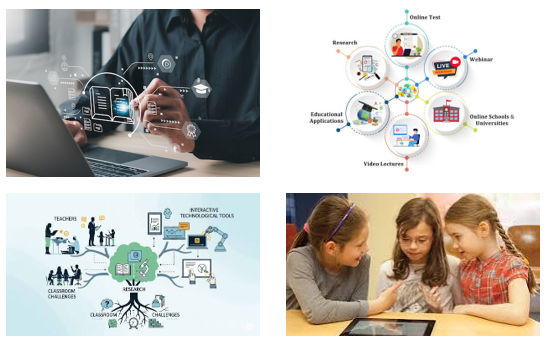 Online Test
Research
LIVE
Webinar
Educational
Applications
Online Schools &
Universities
Video Lectures
TEACHERS
INTERACTIVE
TECHNOLOGICAL TOOLS
RESEARCH
CLASSROOM
CHALLENGES
CLASSROOM
CHALLENGES